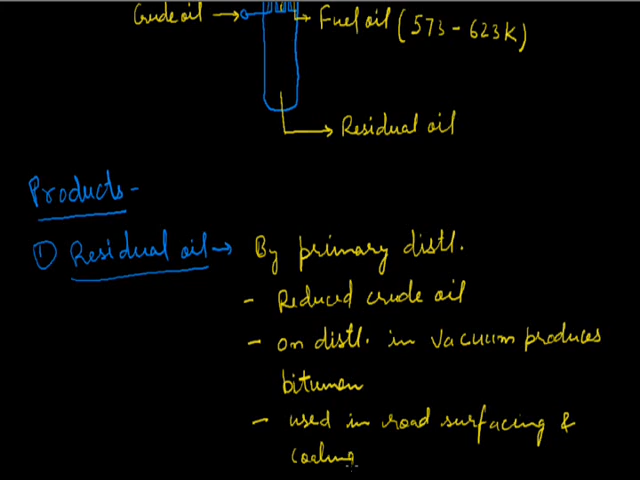 Crude oil → Fuel oil (573 - 623K)
→ Residual oil
Products -
① Residual oil → By primary distl.
- Reduced crude oil
- on distl. in vacuum produces
bitumen
- used in road surfacing &
coaling